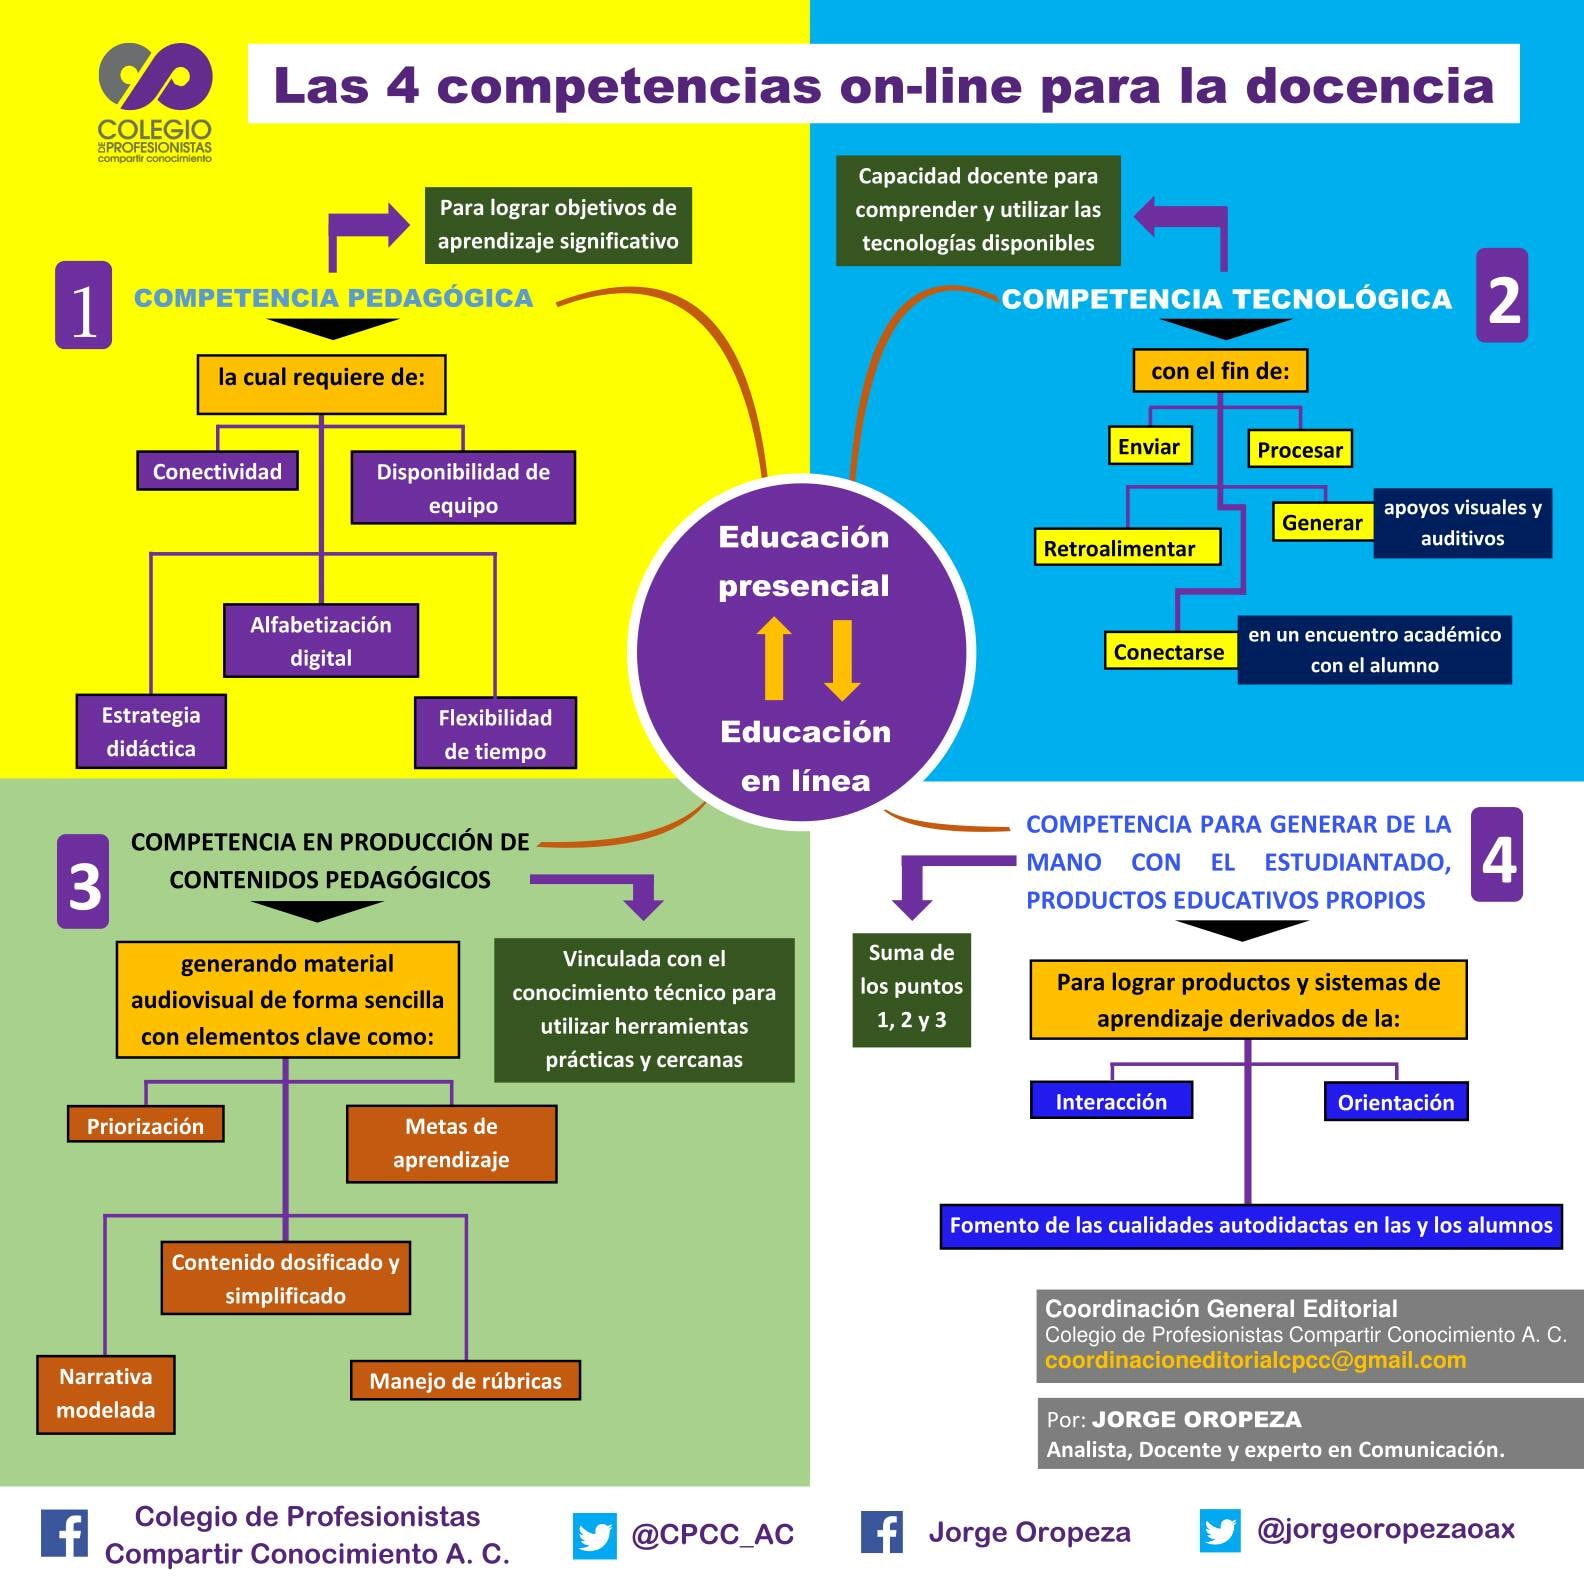 COLEGIO
DE PROFESIONISTAS
compartir conocimiento
Las 4 competencias on-line para la docencia
Para lograr objetivos de
aprendizaje significativo
1
COMPETENCIA PEDAGÓGICA
la cual requiere de:
Conectividad
Disponibilidad de
equipo
Alfabetización
digital
Estrategia
didáctica
Flexibilidad
de tiempo
Capacidad docente para
comprender y utilizar las
tecnologías disponibles
COMPETENCIA TECNOLÓGICA
2
con el fin de:
Enviar
Procesar
Generar
apoyos visuales y
auditivos
Retroalimentar
Conectarse
en un encuentro académico
con el alumno
Educación
presencial
Educación
en línea
3
COMPETENCIA EN PRODUCCIÓN DE
CONTENIDOS PEDAGÓGICOS
generando material
audiovisual de forma sencilla
con elementos clave como:
Vinculada con el
conocimiento técnico para
utilizar herramientas
prácticas y cercanas
Priorización
Metas de
aprendizaje
Contenido dosificado y
simplificado
Narrativa
modelada
Manejo de rúbricas
COMPETENCIA PARA GENERAR DE LA
MANO CON EL ESTUDIANTADO,
PRODUCTOS EDUCATIVOS PROPIOS
4
Suma de
los puntos
1, 2 y 3
Para lograr productos y sistemas de
aprendizaje derivados de la:
Interacción
Orientación
Fomento de las cualidades autodidactas en las y los alumnos
Coordinación General Editorial
Colegio de Profesionistas Compartir Conocimiento A. C.
coordinacioneditorialcpcc@gmail.com
Por: JORGE OROPEZA
Analista, Docente y experto en Comunicación.
Colegio de Profesionistas
Compartir Conocimiento A. C.
@CPCC_AC
Jorge Oropeza
@jorgeoropezaoax